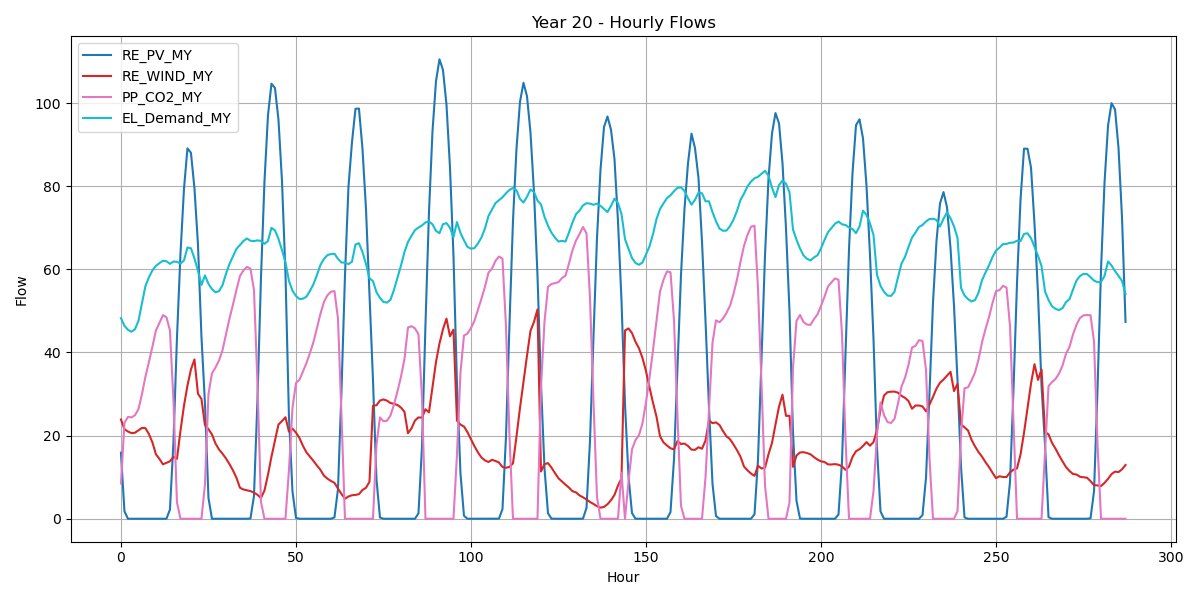 Year 20 - Hourly Flows
RE_PV_MY
RE_WIND_MY
PP_CO2_MY
EL_Demand_MY
Flow
100
80
60
40
20
0
0 50 100 150 200 250 300
Hour